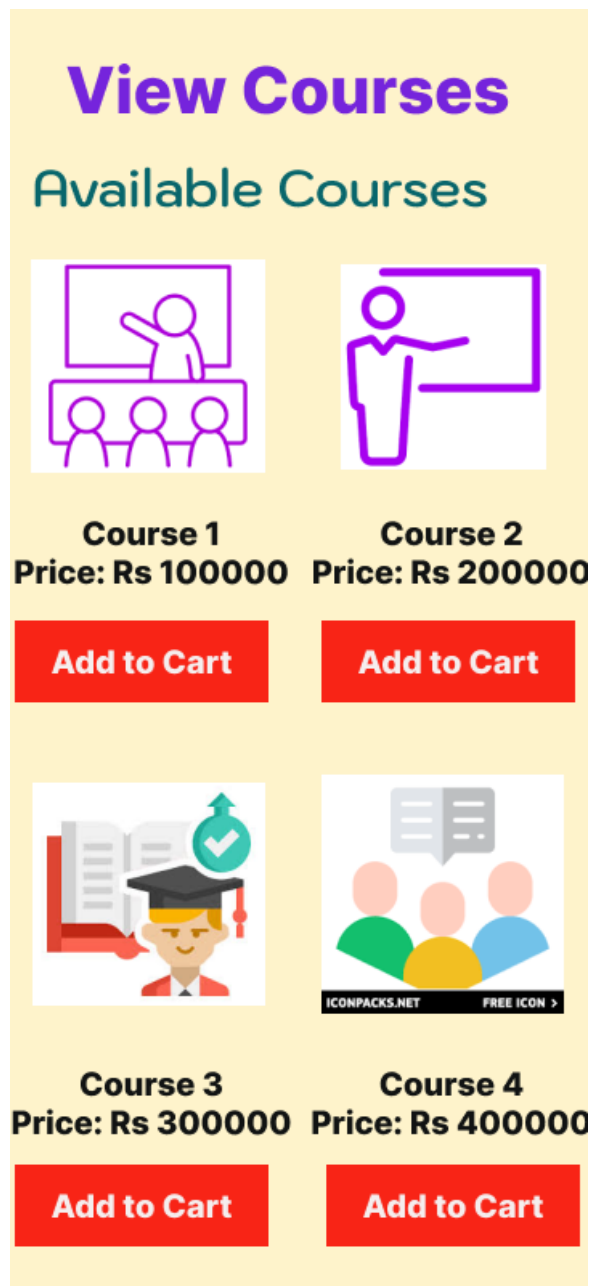 View Courses
Available Courses
Course 1
Price: Rs 100000
Course 2
Price: Rs 200000
Add to Cart
Add to Cart
ICONPACKS.NET
FREE ICON >
Course 3
Price: Rs 300000
Course 4
Price: Rs 400000
Add to Cart
Add to Cart